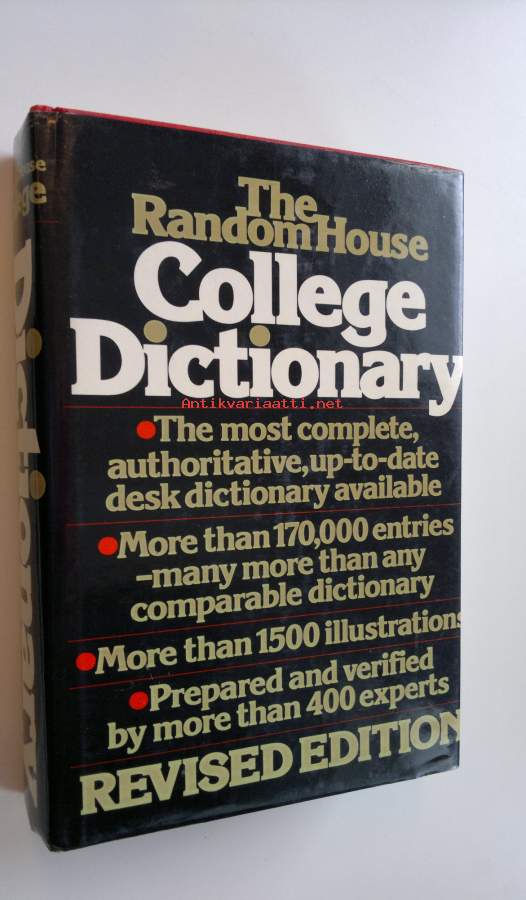 The
Random House
College
Dictionary
Antikvariaatti.net
●The most complete,
authoritative, up-to-date
desk dictionary available
●More than 170,000 entries
–many more than any
comparable dictionary
●More than 1500 illustrations
●Prepared and verified
by more than 400 experts
REVISED EDITION
Dictionary